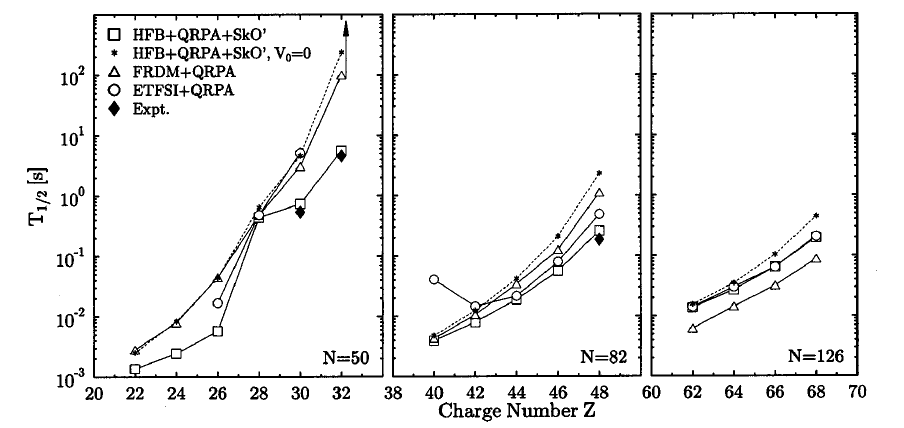 HFB+QRPA+SkO'
HFB+QRPA+SkO', V₀=0
FRDM+QRPA
ETFSI+QRPA
Expt.
10²
10¹
10⁰
10⁻¹
10⁻²
10⁻³
T₁/₂ [s]
N=50
N=82
N=126
20 22 24 26 28 30 32 38 40 42 44 46 48 50 60 62 64 66 68 70
Charge Number Z